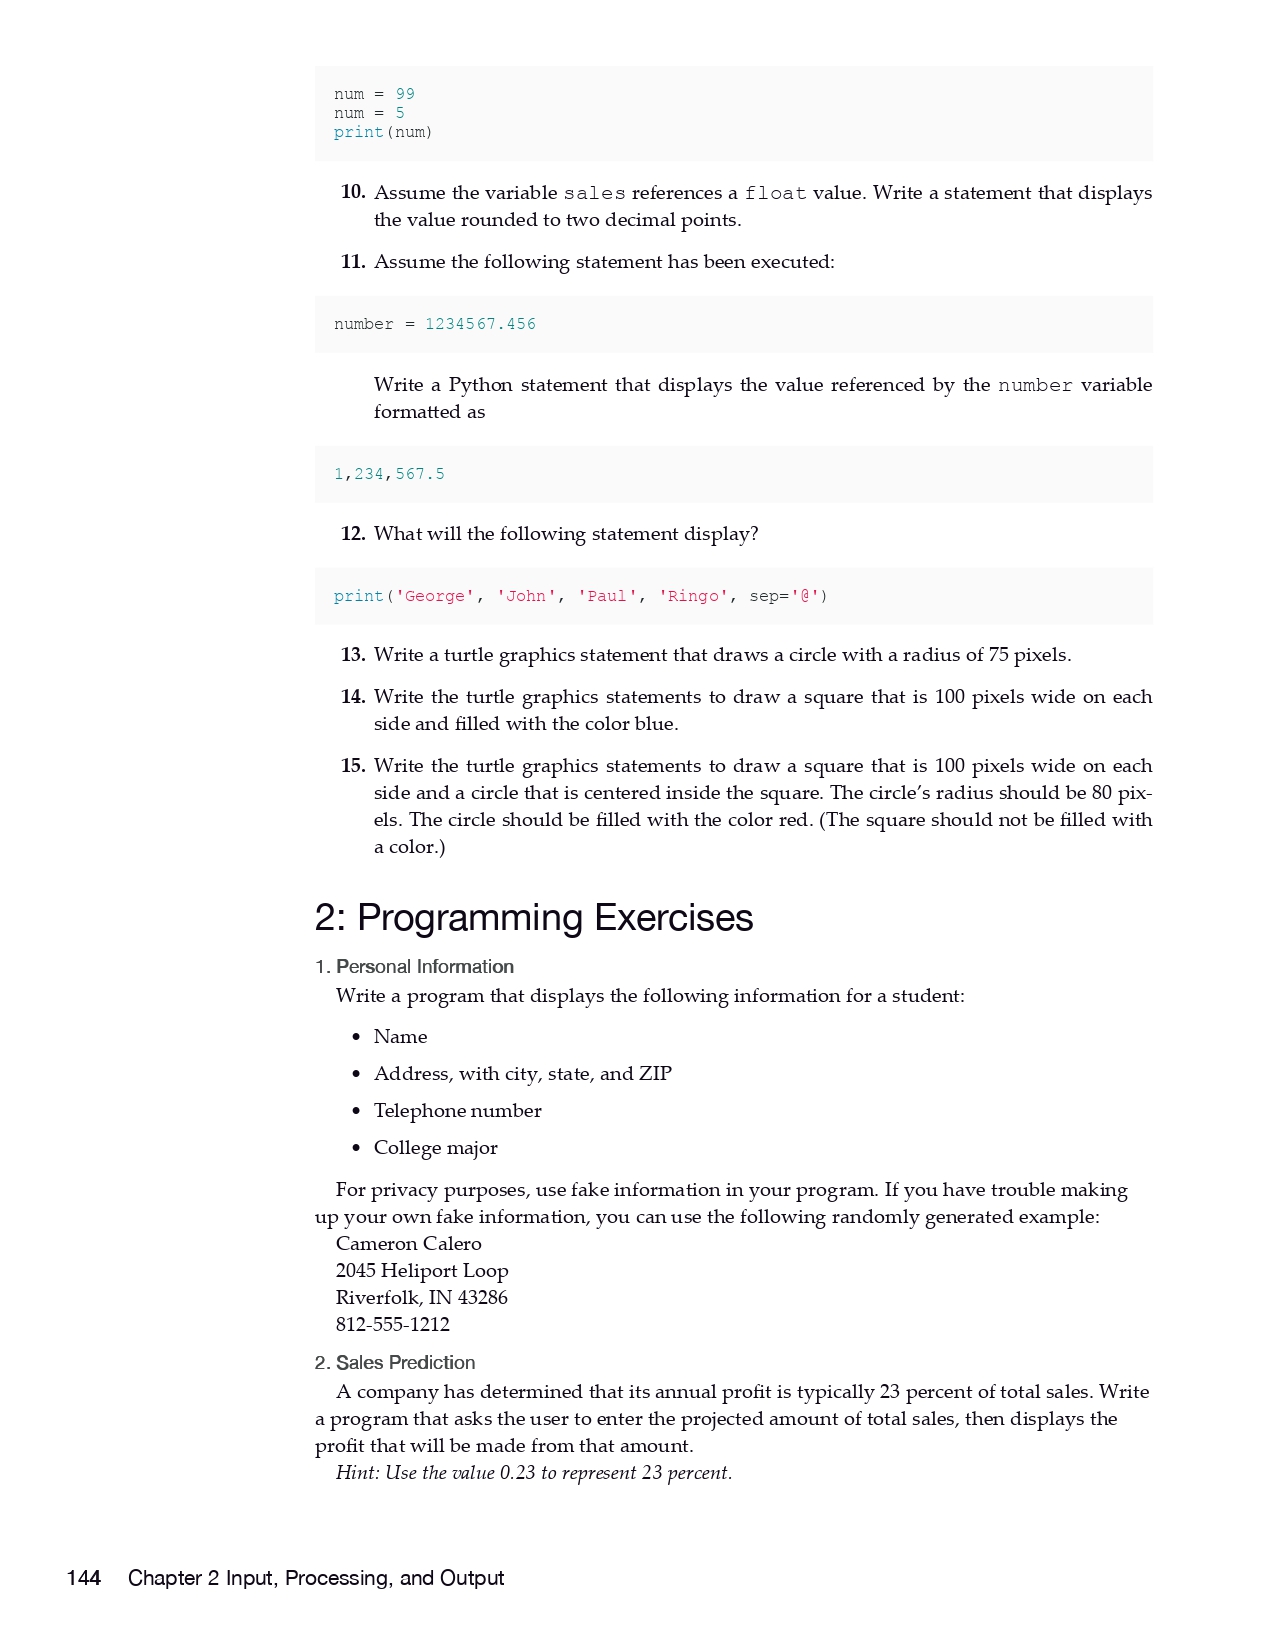 num = 99
num = 5
print(num)
10. Assume the variable sales references a float value. Write a statement that displays
the value rounded to two decimal points.
11. Assume the following statement has been executed:
number = 1234567.456
Write a Python statement that displays the value referenced by the number variable
formatted as
1,234,567.5
12. What will the following statement display?
print('George', 'John', 'Paul', 'Ringo', sep='@')
13. Write a turtle graphics statement that draws a circle with a radius of 75 pixels.
14. Write the turtle graphics statements to draw a square that is 100 pixels wide on each
side and filled with the color blue.
15. Write the turtle graphics statements to draw a square that is 100 pixels wide on each
side and a circle that is centered inside the square. The circle’s radius should be 80 pix-
els. The circle should be filled with the color red. (The square should not be filled with
a color.)
2: Programming Exercises
1. Personal Information
Write a program that displays the following information for a student:
• Name
• Address, with city, state, and ZIP
• Telephone number
• College major
For privacy purposes, use fake information in your program. If you have trouble making
up your own fake information, you can use the following randomly generated example:
Cameron Calero
2045 Heliport Loop
Riverfolk, IN 43286
812-555-1212
2. Sales Prediction
A company has determined that its annual profit is typically 23 percent of total sales. Write
a program that asks the user to enter the projected amount of total sales, then displays the
profit that will be made from that amount.
Hint: Use the value 0.23 to represent 23 percent.
144 Chapter 2 Input, Processing, and Output